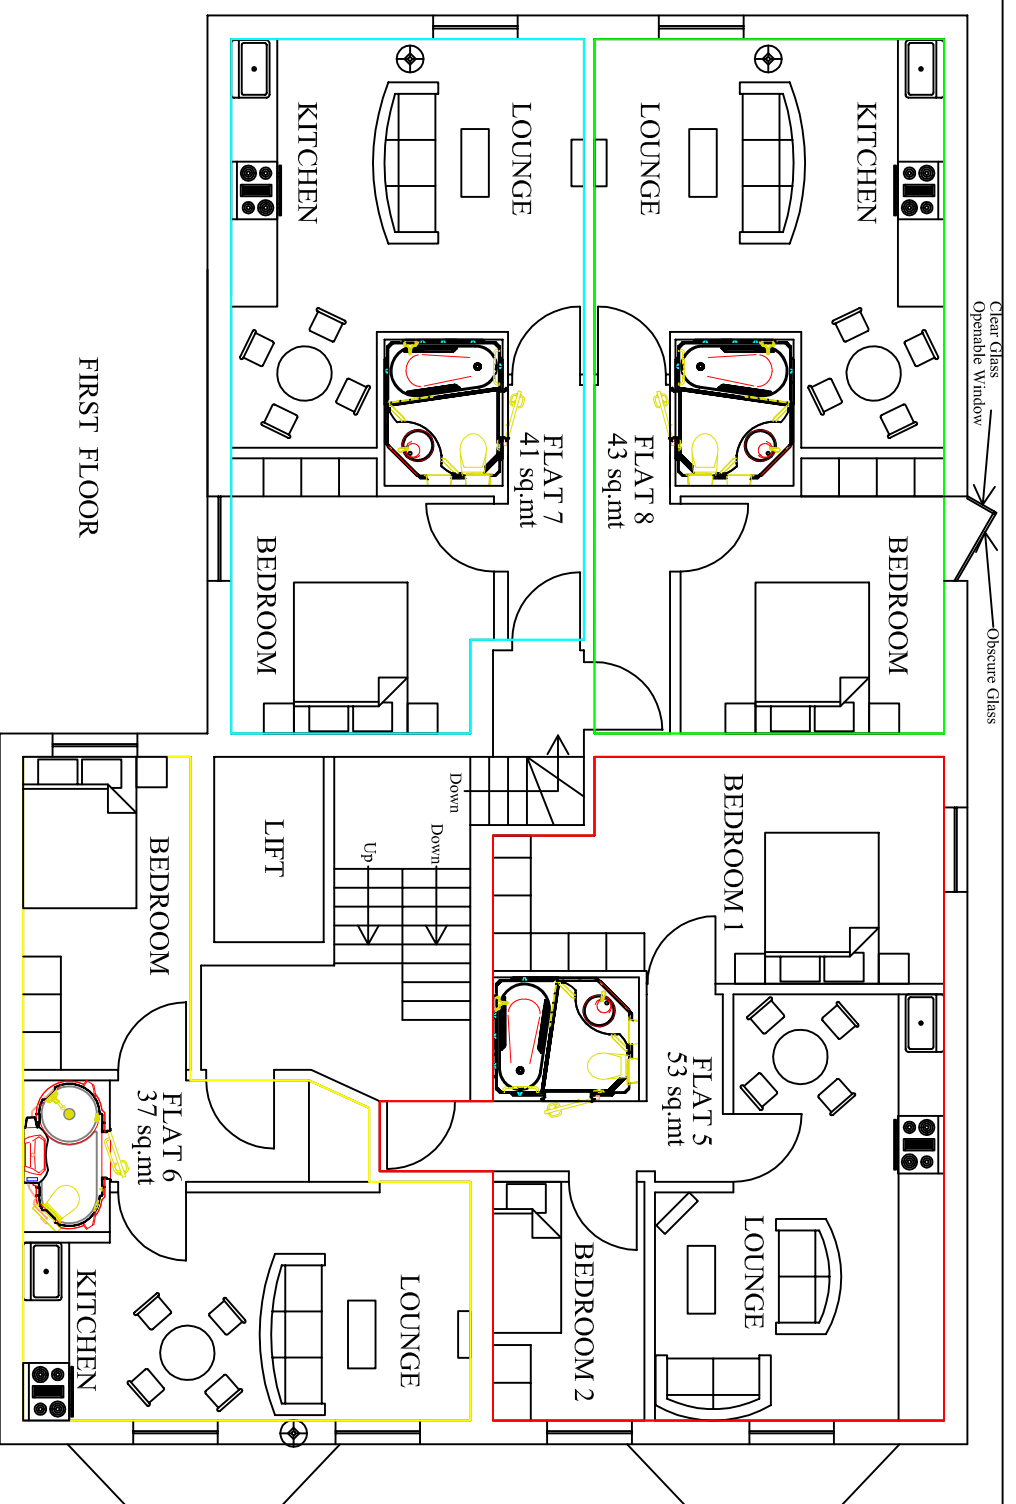 Clear Glass
Openable Window
Obscure Glass
KITCHEN
LOUNGE
FLAT 8
43 sq.mt
BEDROOM
LOUNGE
KITCHEN
FLAT 7
41 sq.mt
BEDROOM
FIRST FLOOR
BEDROOM 1
FLAT 5
53 sq.mt
LOUNGE
BEDROOM 2
Down
Down
Up
LIFT
BEDROOM
FLAT 6
37 sq.mt
LOUNGE
KITCHEN